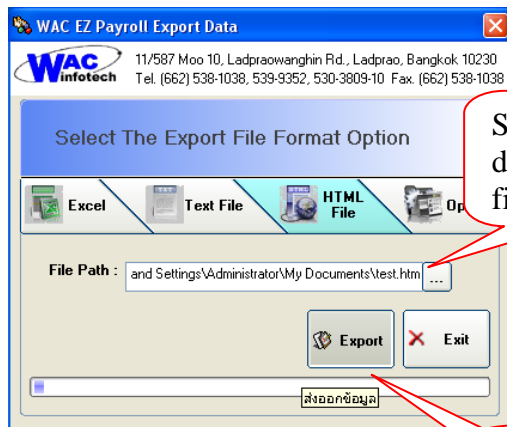 WAC EZ Payroll Export Data
WAC infotech
11/587 Moo 10, Ladpraowanghin Rd., Ladprao, Bangkok 10230
Tel. (662) 538-1038, 539-9352, 530-3809-10 Fax. (662) 538-1038
Select The Export File Format Option
Excel
Text File
HTML
File
File Path :
and Settings\Administrator\My Documents\test.htm
...
Export
Exit
ส่งออกข้อมูล